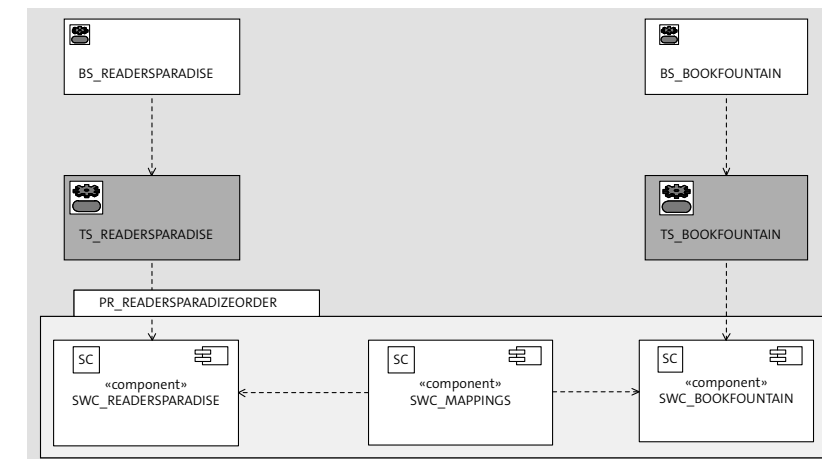 BS_READERSPARADISE
BS_BOOKFOUNTAIN
TS_READERSPARADISE
TS_BOOKFOUNTAIN
PR_READERSPARADIZEORDER
SC
«component»
SWC_READERSPARADISE
SC
«component»
SWC_MAPPINGS
SC
«component»
SWC_BOOKFOUNTAIN